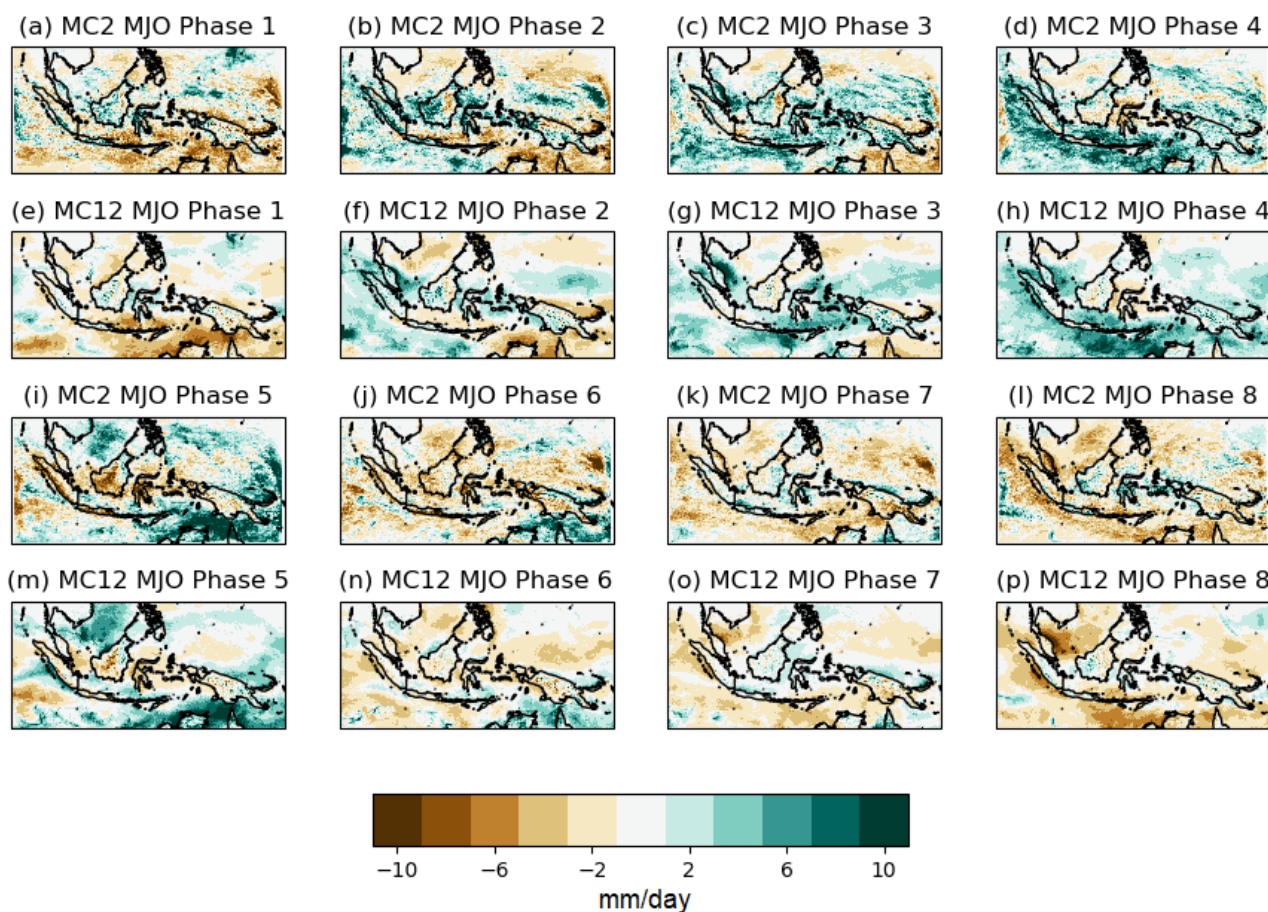 (a) MC2 MJO Phase 1
(b) MC2 MJO Phase 2
(c) MC2 MJO Phase 3
(d) MC2 MJO Phase 4
(e) MC12 MJO Phase 1
(f) MC12 MJO Phase 2
(g) MC12 MJO Phase 3
(h) MC12 MJO Phase 4
(i) MC2 MJO Phase 5
(j) MC2 MJO Phase 6
(k) MC2 MJO Phase 7
(l) MC2 MJO Phase 8
(m) MC12 MJO Phase 5
(n) MC12 MJO Phase 6
(o) MC12 MJO Phase 7
(p) MC12 MJO Phase 8
−10 −6 −2 2 6 10
mm/day